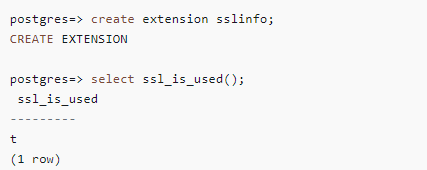 postgres=> create extension sslinfo;
CREATE EXTENSION
postgres=> select ssl_is_used();
ssl_is_used
---------
t
(1 row)